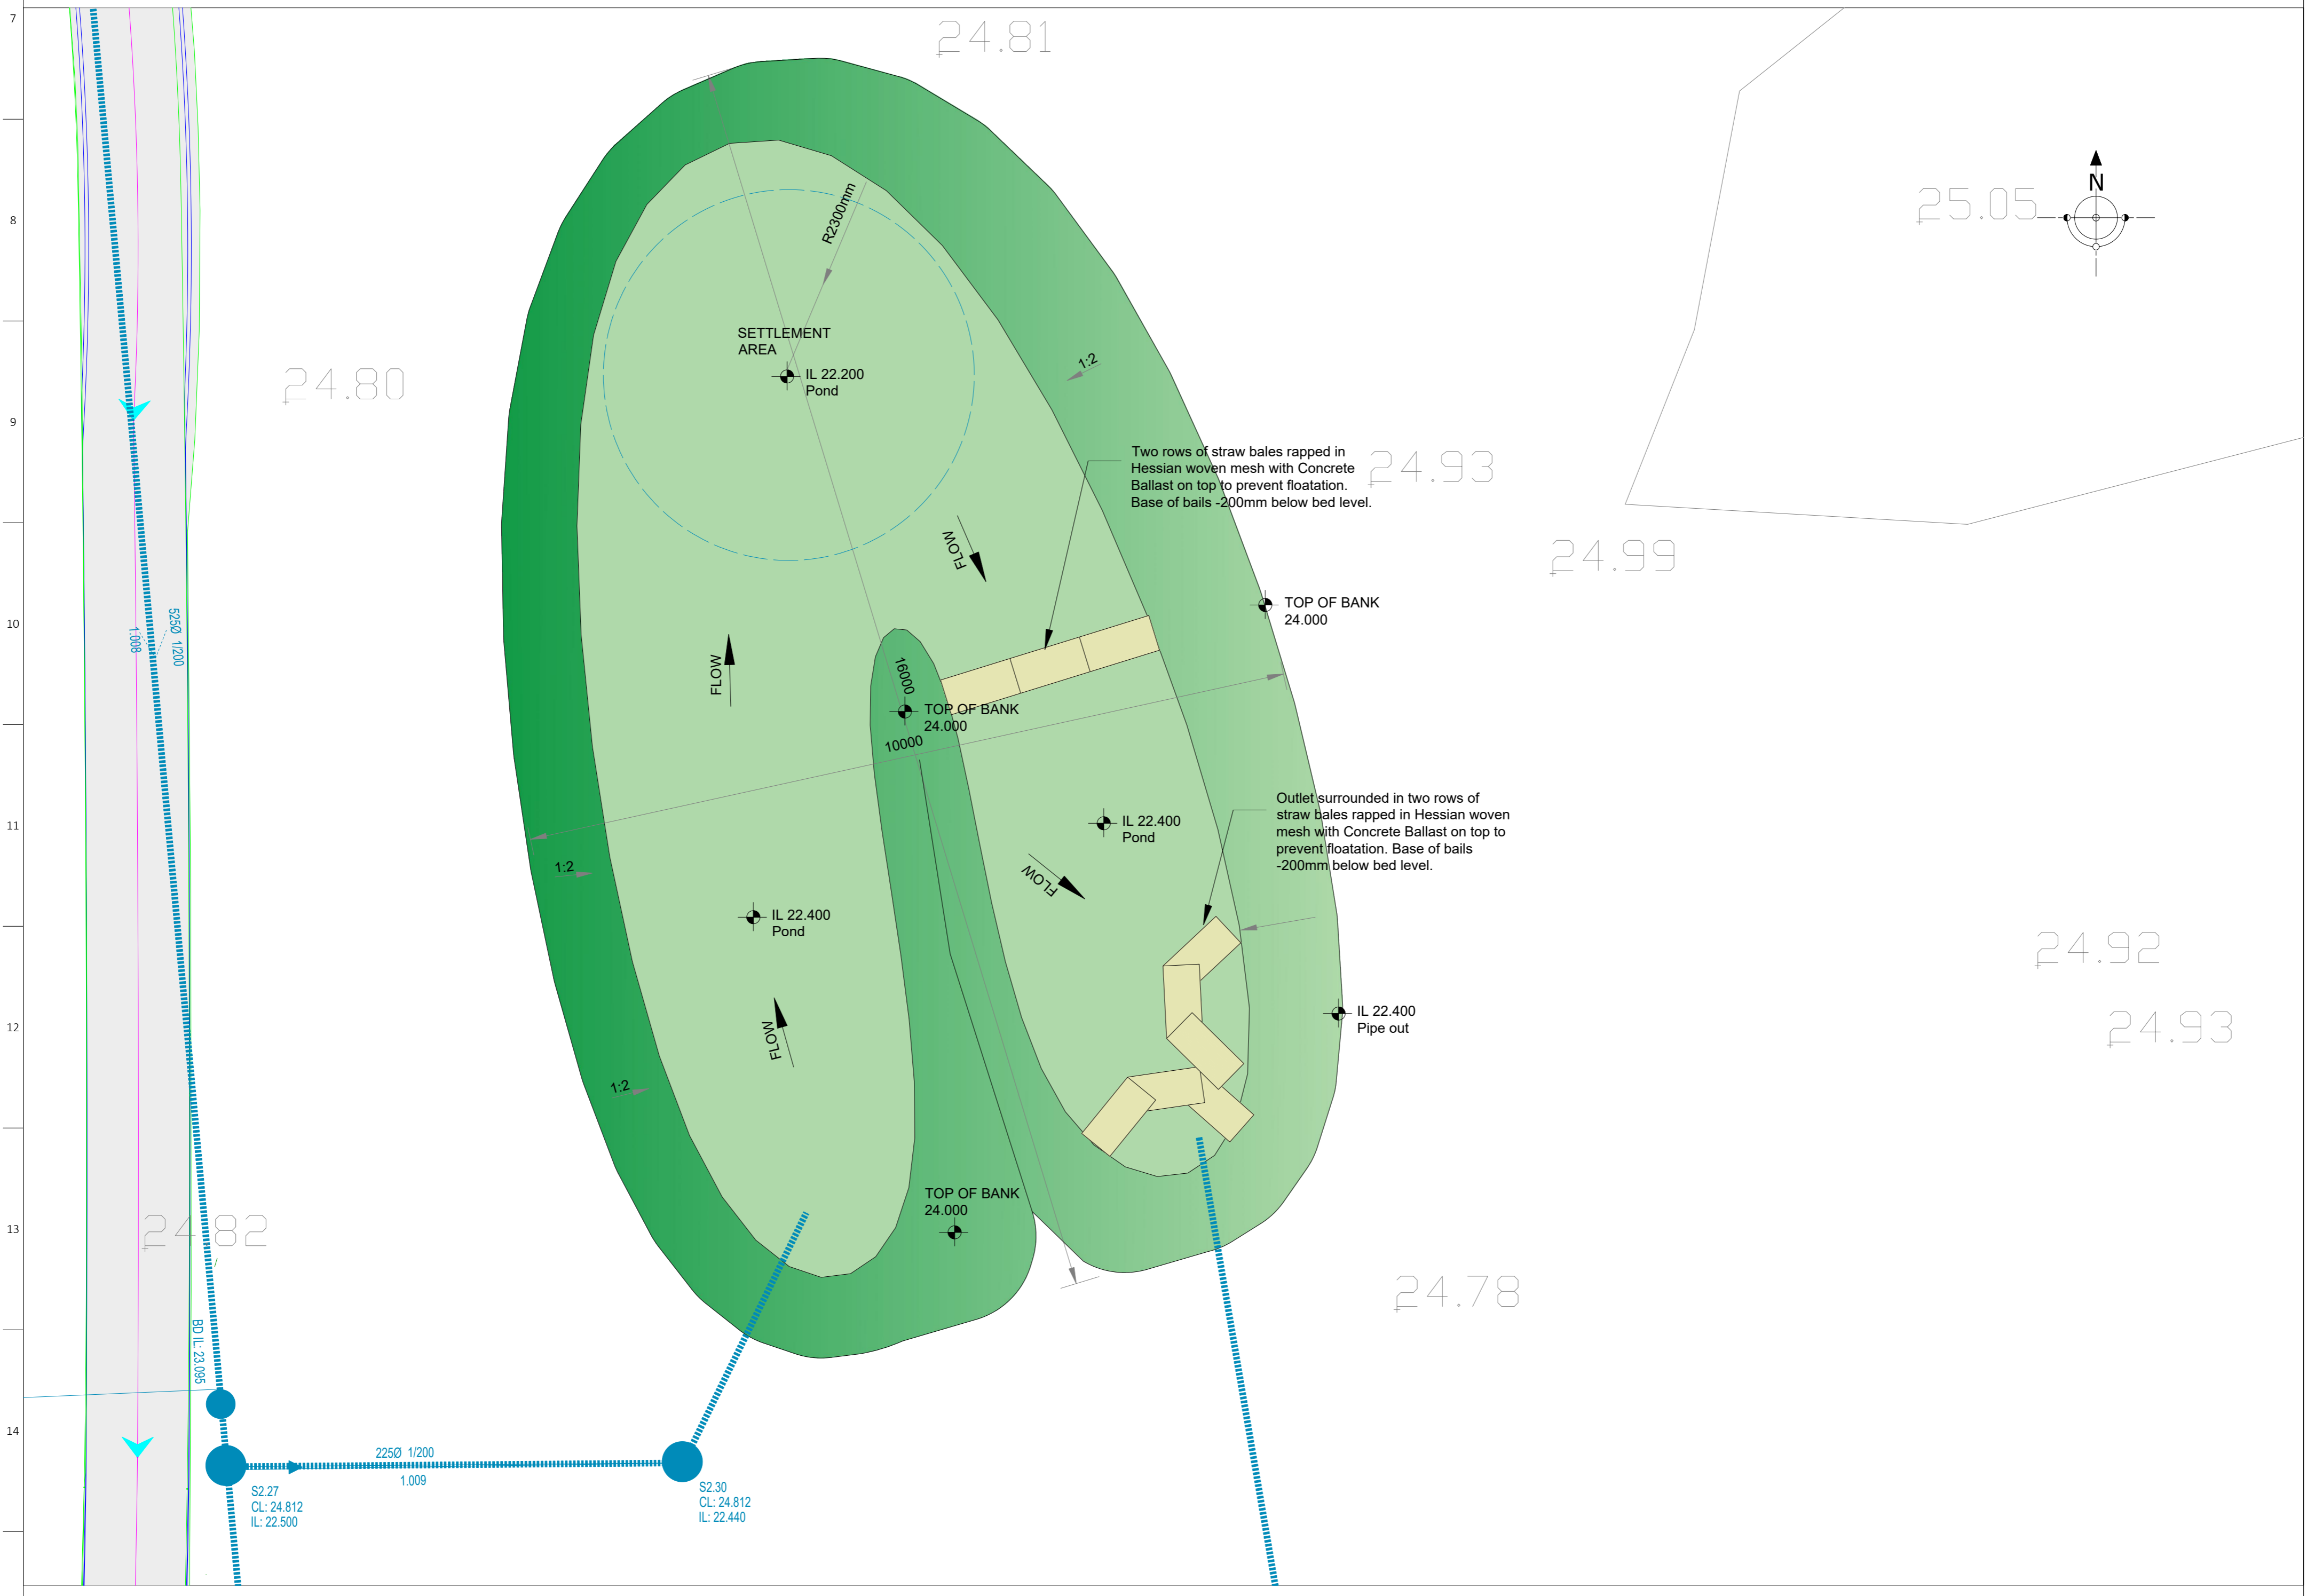 7
24.81
8
R2300mm
N
25.05
SETTLEMENT
AREA
IL 22.200
Pond
1:2
24.80
9
Two rows of straw bales rapped in
Hessian woven mesh with Concrete
Ballast on top to prevent floatation.
Base of bails -200mm below bed level.
24.93
FLOW
24.99
10
1.008
525Ø 1/200
TOP OF BANK
24.000
FLOW
16000
TOP OF BANK
24.000
10000
11
IL 22.400
Pond
Outlet surrounded in two rows of
straw bales rapped in Hessian woven
mesh with Concrete Ballast on top to
prevent floatation. Base of bails
-200mm below bed level.
1:2
FLOW
IL 22.400
Pond
24.92
12
FLOW
IL 22.400
Pipe out
24.93
1:2
13
24.82
TOP OF BANK
24.000
24.78
BD IL: 23.095
14
225Ø 1/200
1.009
S2.27
CL: 24.812
IL: 22.500
S2.30
CL: 24.812
IL: 22.440